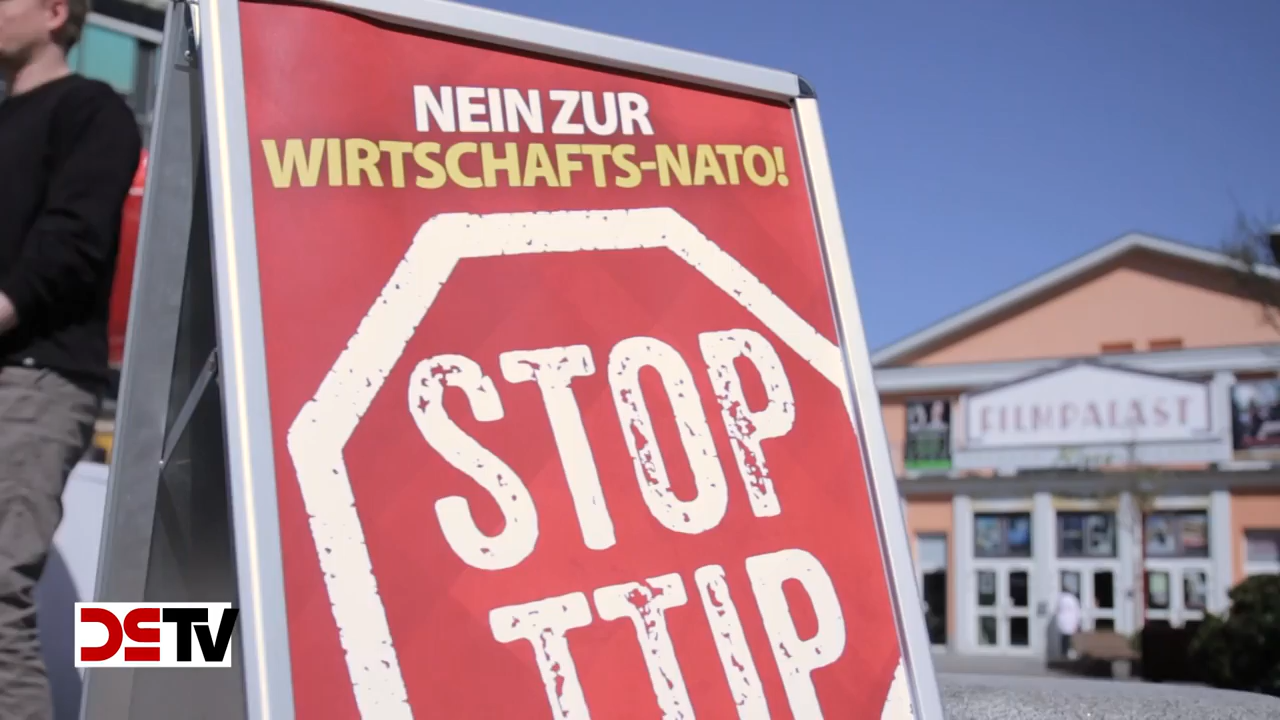 NEIN ZUR
WIRTSCHAFTS-NATO!
STOP
TTIP
FILMPALAST
DSTV